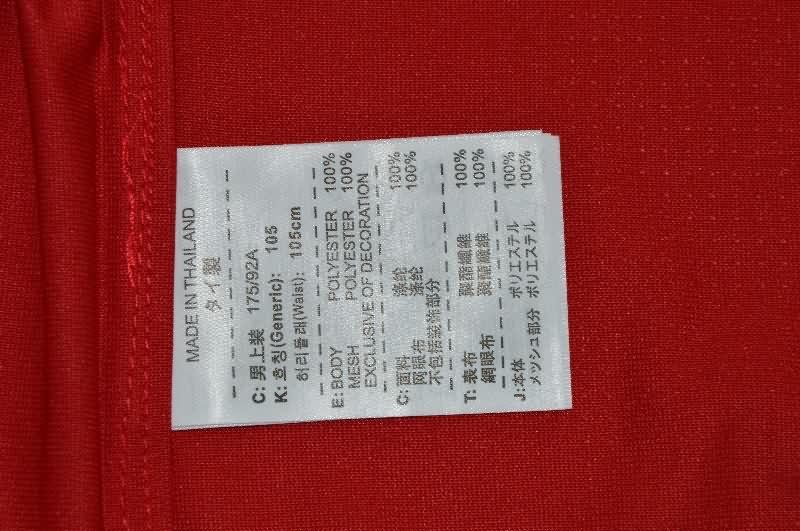 MADE IN THAILAND
タイ製
C: 男上装 175/92A
K: 호칭(Generic): 105
허리둘레(Waist): 105cm
E: BODY POLYESTER 100%
MESH POLYESTER 100%
EXCLUSIVE OF DECORATION
C: 面料 涤纶 100%
网眼布 涤纶 100%
不包括装饰部分
T: 表布 聚酯纖維 100%
網眼布 聚酯纖維 100%
J: 本体 ポリエステル 100%
メッシュ部分 ポリエステル 100%